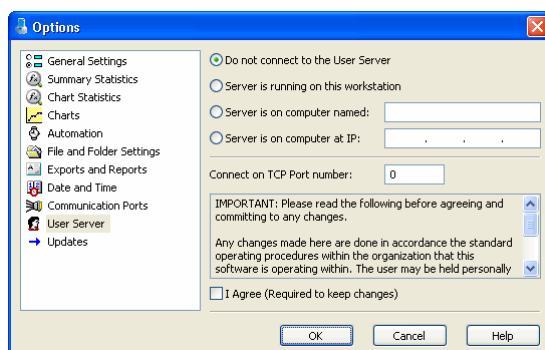 Options
General Settings
Summary Statistics
Chart Statistics
Charts
Automation
File and Folder Settings
Exports and Reports
Date and Time
Communication Ports
User Server
Updates
Do not connect to the User Server
Server is running on this workstation
Server is on computer named:
Server is on computer at IP:
. . .
Connect on TCP Port number: 0
IMPORTANT: Please read the following before agreeing and
committing to any changes.
Any changes made here are done in accordance the standard
operating procedures within the organization that this
software is operating within. The user may be held personally
I Agree (Required to keep changes)
OK Cancel Help